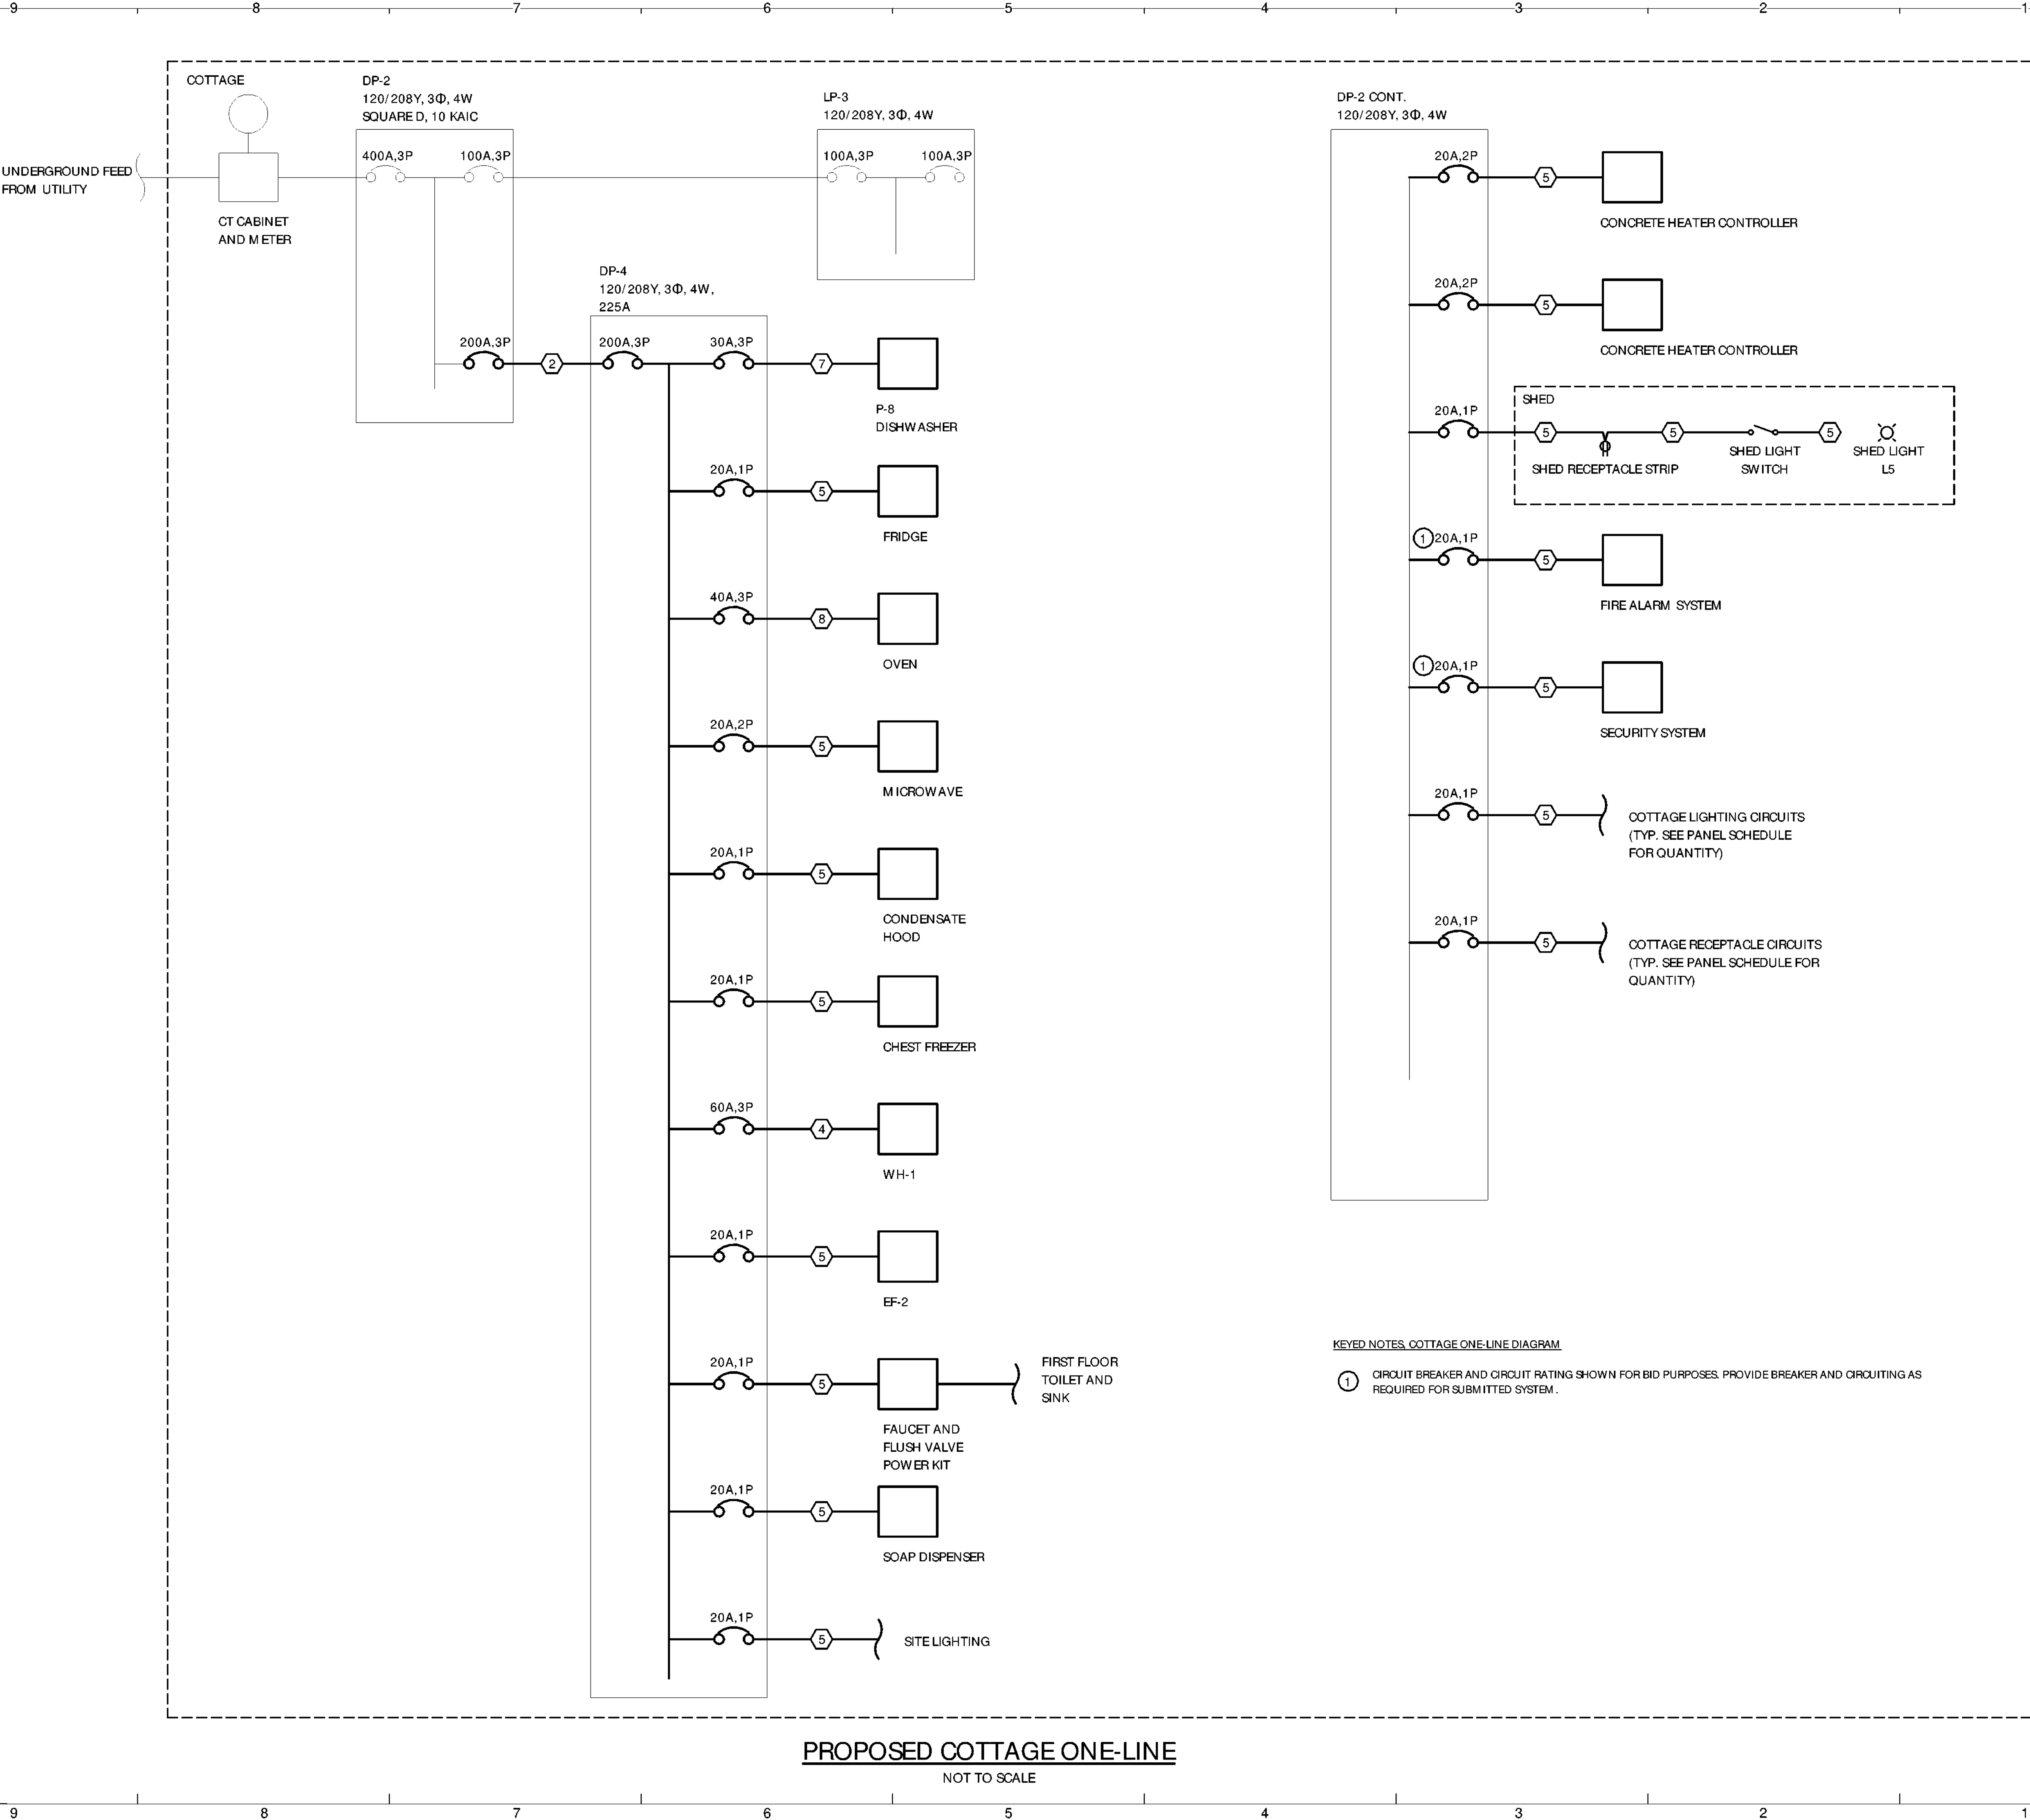 9 8 7 6 5 4 3 2 1
COTTAGE
UNDERGROUND FEED
FROM UTILITY
CT CABINET
AND METER
DP-2
120/208Y, 3Φ, 4W
SQUARE D, 10 KAIC
400A,3P
100A,3P
200A,3P
2
LP-3
120/208Y, 3Φ, 4W
100A,3P
100A,3P
DP-4
120/208Y, 3Φ, 4W,
225A
200A,3P
30A,3P
7
P-8
DISHWASHER
20A,1P
5
FRIDGE
40A,3P
8
OVEN
20A,2P
5
MICROWAVE
20A,1P
5
CONDENSATE
HOOD
20A,1P
5
CHEST FREEZER
60A,3P
4
WH-1
20A,1P
5
EF-2
20A,1P
5
FAUCET AND
FLUSH VALVE
POWER KIT
FIRST FLOOR
TOILET AND
SINK
20A,1P
5
SOAP DISPENSER
20A,1P
5
SITE LIGHTING
DP-2 CONT.
120/208Y, 3Φ, 4W
20A,2P
5
CONCRETE HEATER CONTROLLER
20A,2P
5
CONCRETE HEATER CONTROLLER
20A,1P
SHED
5
SHED RECEPTACLE STRIP
5
SHED LIGHT
SWITCH
5
SHED LIGHT
L5
1
20A,1P
5
FIRE ALARM SYSTEM
1
20A,1P
5
SECURITY SYSTEM
20A,1P
5
COTTAGE LIGHTING CIRCUITS
(TYP. SEE PANEL SCHEDULE
FOR QUANTITY)
20A,1P
5
COTTAGE RECEPTACLE CIRCUITS
(TYP. SEE PANEL SCHEDULE FOR
QUANTITY)
KEYED NOTES, COTTAGE ONE-LINE DIAGRAM
1 CIRCUIT BREAKER AND CIRCUIT RATING SHOWN FOR BID PURPOSES. PROVIDE BREAKER AND CIRCUITING AS
REQUIRED FOR SUBMITTED SYSTEM.
PROPOSED COTTAGE ONE-LINE
NOT TO SCALE
9 8 7 6 5 4 3 2 1